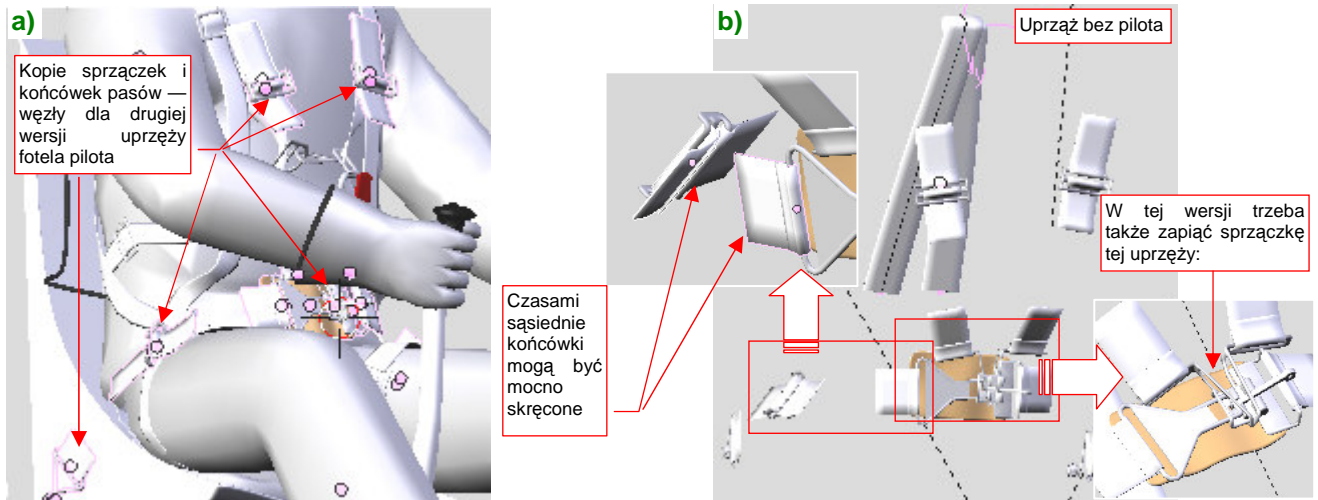 a)
Kopie sprzączek i
końcówek pasów —
węzły dla drugiej
wersji uprzęży
fotela pilota
b)
Uprząż bez pilota
W tej wersji trzeba
także zapiąć sprzączkę
tej uprzęży:
Czasami
sąsiednie
końcówki
mogą być
mocno
skręcone